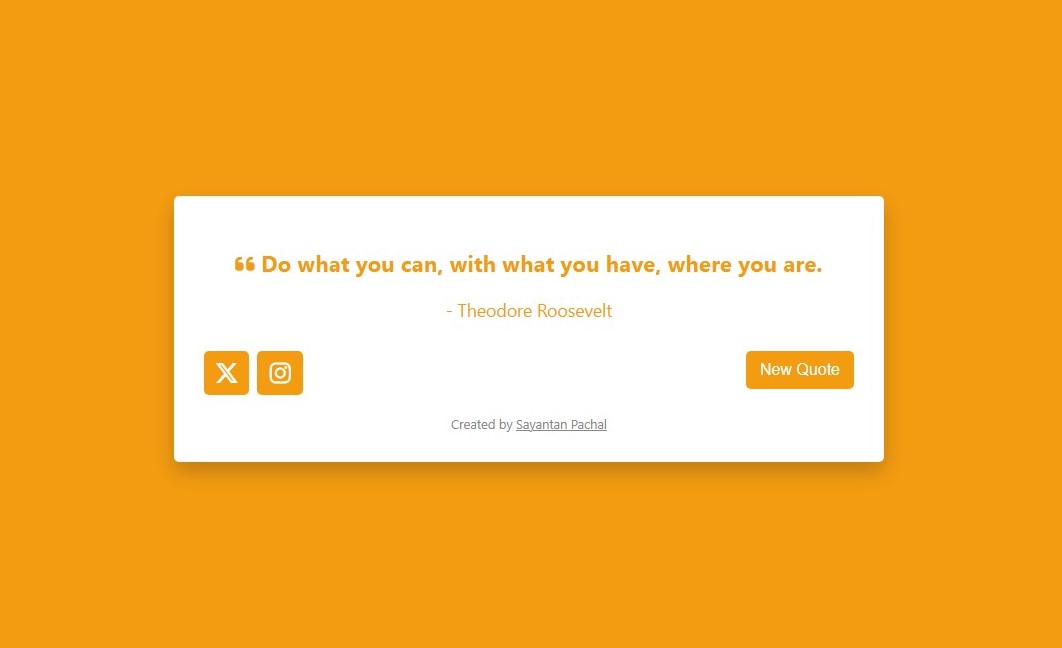 “ Do what you can, with what you have, where you are.
- Theodore Roosevelt
New Quote
Created by Sayantan Pachal